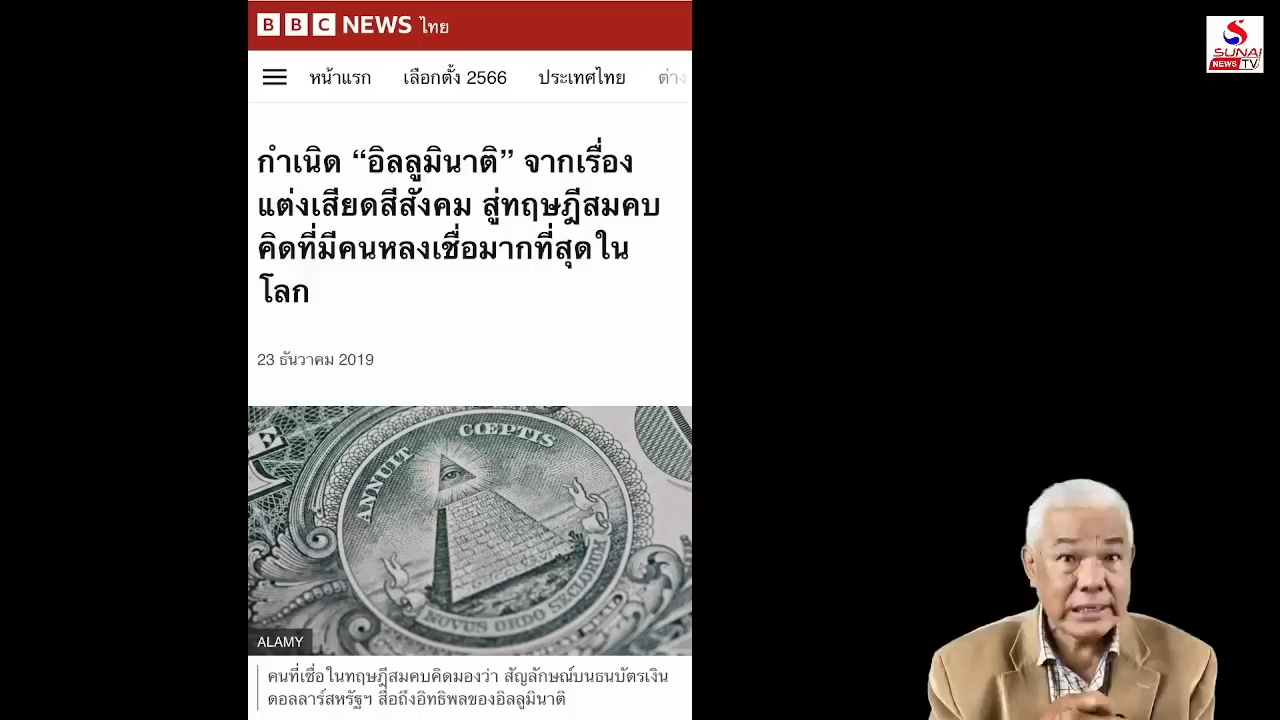 BBC NEWS ไทย
SUNAI
NEWS TV
หน้าแรก เลือกตั้ง 2566 ประเทศไทย ต่าง
กำเนิด “อิลลูมินาติ” จากเรื่อง
แต่งเสียดสีสังคม สู่ทฤษฎีสมคบ
คิดที่มีคนหลงเชื่อมากที่สุดใน
โลก
23 ธันวาคม 2019
ANNUIT CŒPTIS
NOVUS ORDO SECLORUM
ALAMY
คนที่เชื่อในทฤษฎีสมคบคิดมองว่า สัญลักษณ์บนธนบัตรเงิน
ดอลลาร์สหรัฐฯ สื่อถึงอิทธิพลของอิลลูมินาติ